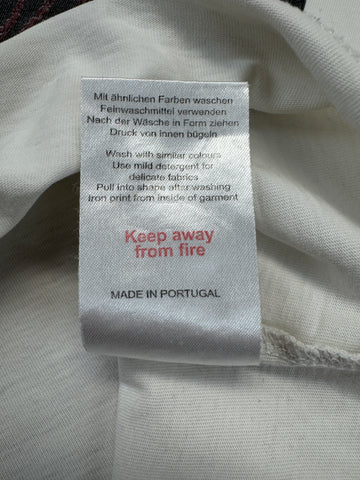 Mit ähnlichen Farben waschen
Feinwaschmittel verwenden
Nach der Wäsche in Form ziehen
Druck von innen bügeln
Wash with similar colours
Use mild detergent for
delicate fabrics
Pull into shape after washing
Iron print from inside of garment
Keep away
from fire
MADE IN PORTUGAL